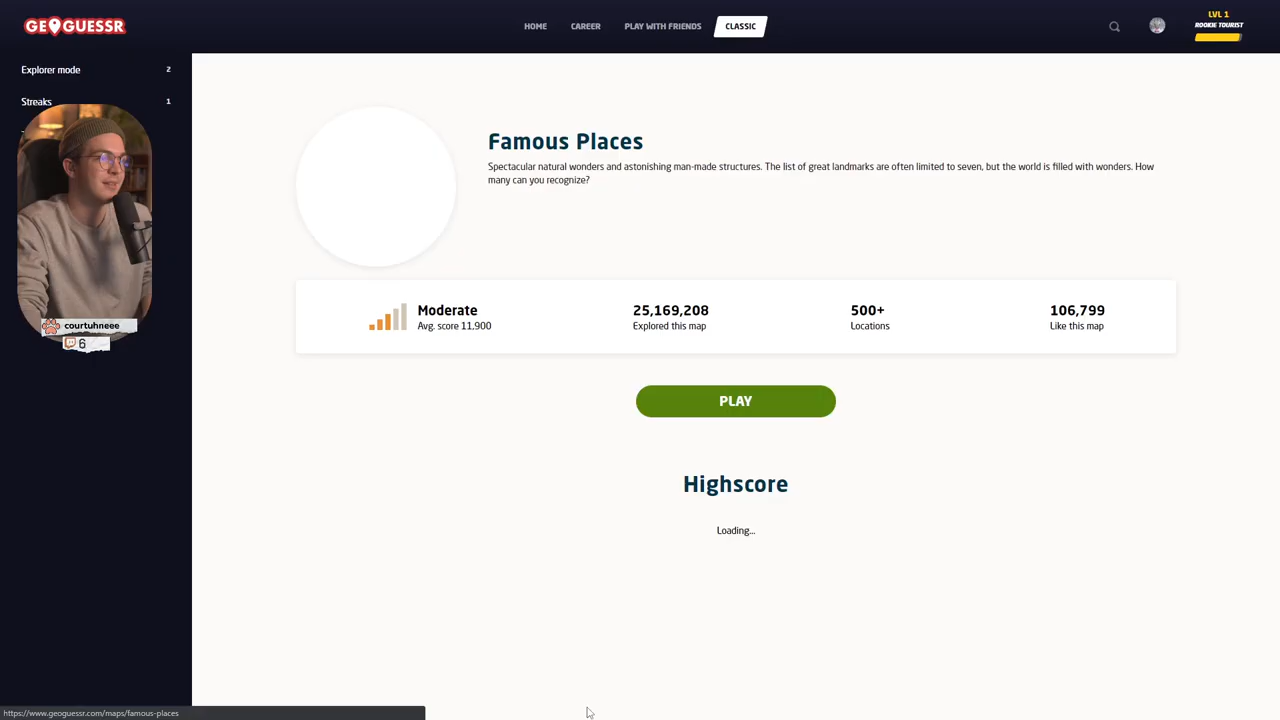 GEOGUESSR
HOME
CAREER
PLAY WITH FRIENDS
CLASSIC
LVL 1
ROOKIE TOURIST
Explorer mode
2
Streaks
1
courtuhneee
6
Famous Places
Spectacular natural wonders and astonishing man-made structures. The list of great landmarks are often limited to seven, but the world is filled with wonders. How
many can you recognize?
Moderate
Avg. score 11.900
25,169,208
Explored this map
500+
Locations
106,799
Like this map
PLAY
Highscore
Loading...
https://www.geoguessr.com/maps/famous-places